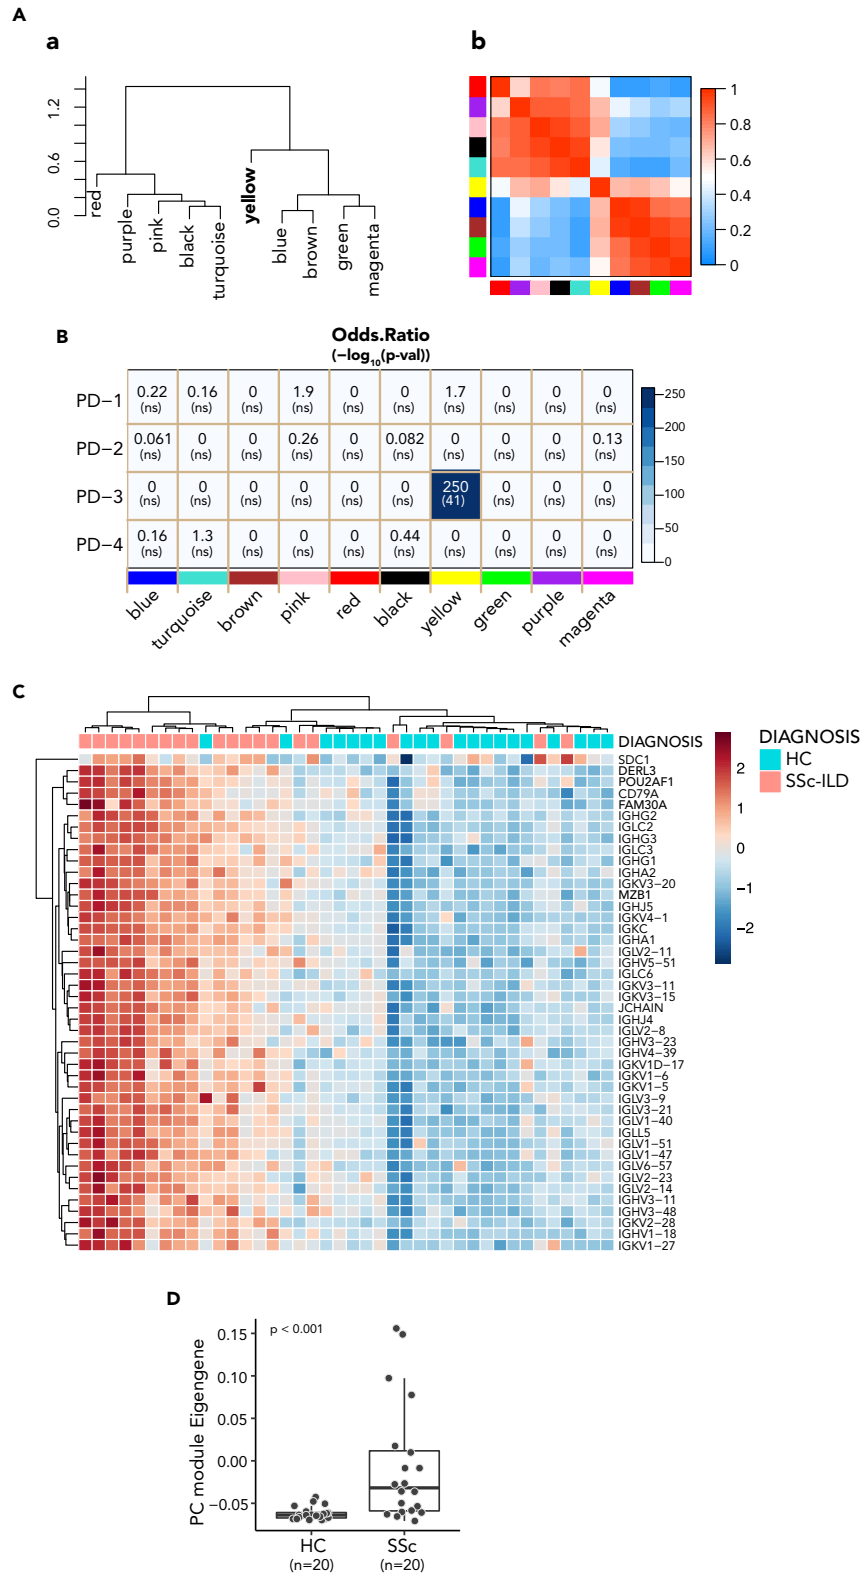 A
a
b
1.2
0.6
0.0
red
purple
pink
black
turquoise
yellow
blue
brown
green
magenta
1
0.8
0.6
0.4
0.2
0
B
Odds.Ratio
(−log10(p-val))
PD−1
0.22 0.16 0 1.9 0 0 1.7 0 0 0
(ns) (ns) (ns) (ns) (ns) (ns) (ns) (ns) (ns) (ns)
PD−2
0.061 0 0 0.26 0 0.082 0 0 0 0.13
(ns) (ns) (ns) (ns) (ns) (ns) (ns) (ns) (ns) (ns)
PD−3
0 0 0 0 0 0 250 0 0 0
(ns) (ns) (ns) (ns) (ns) (ns) (41) (ns) (ns) (ns)
PD−4
0.16 1.3 0 0 0 0.44 0 0 0 0
(ns) (ns) (ns) (ns) (ns) (ns) (ns) (ns) (ns) (ns)
blue
turquoise
brown
pink
red
black
yellow
green
purple
magenta
250
200
150
100
50
0
C
DIAGNOSIS
SDC1
DERL3
POU2AF1
CD79A
FAM30A
IGHG2
IGLC2
IGHG3
IGLC3
IGHG1
IGHA2
IGKV3−20
MZB1
IGHJ5
IGKV4−1
IGKC
IGHA1
IGLV2−11
IGHV5−51
IGLC6
IGKV3−11
IGKV3−15
JCHAIN
IGHJ4
IGLV2−8
IGHV3−23
IGHV4−39
IGKV1D−17
IGKV1−6
IGKV1−5
IGLV3−9
IGLV3−21
IGLV1−40
IGLL5
IGLV1−51
IGLV1−47
IGLV6−57
IGLV2−23
IGLV2−14
IGHV3−11
IGHV3−48
IGKV2−28
IGHV1−18
IGKV1−27
2
1
0
−1
−2
DIAGNOSIS
HC
SSc-ILD
D
p < 0.001
PC module Eigengene
0.15
0.10
0.05
0.00
−0.05
HC
(n=20)
SSc
(n=20)